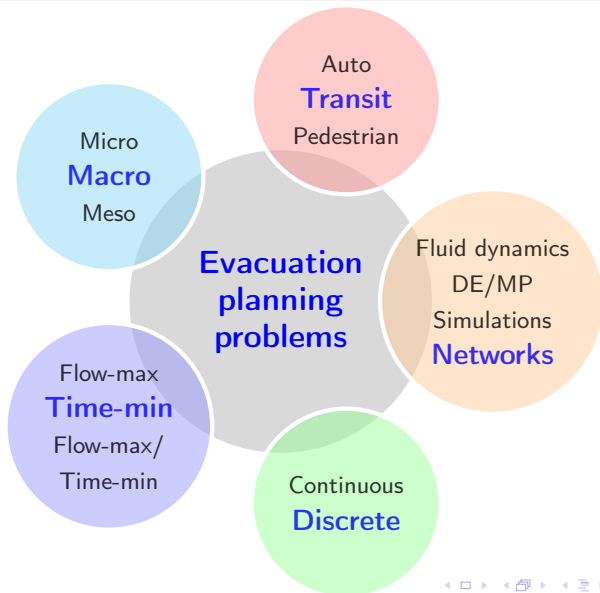 Auto
Transit
Pedestrian
Micro
Macro
Meso
Evacuation
planning
problems
Fluid dynamics
DE/MP
Simulations
Networks
Flow-max
Time-min
Flow-max/
Time-min
Continuous
Discrete